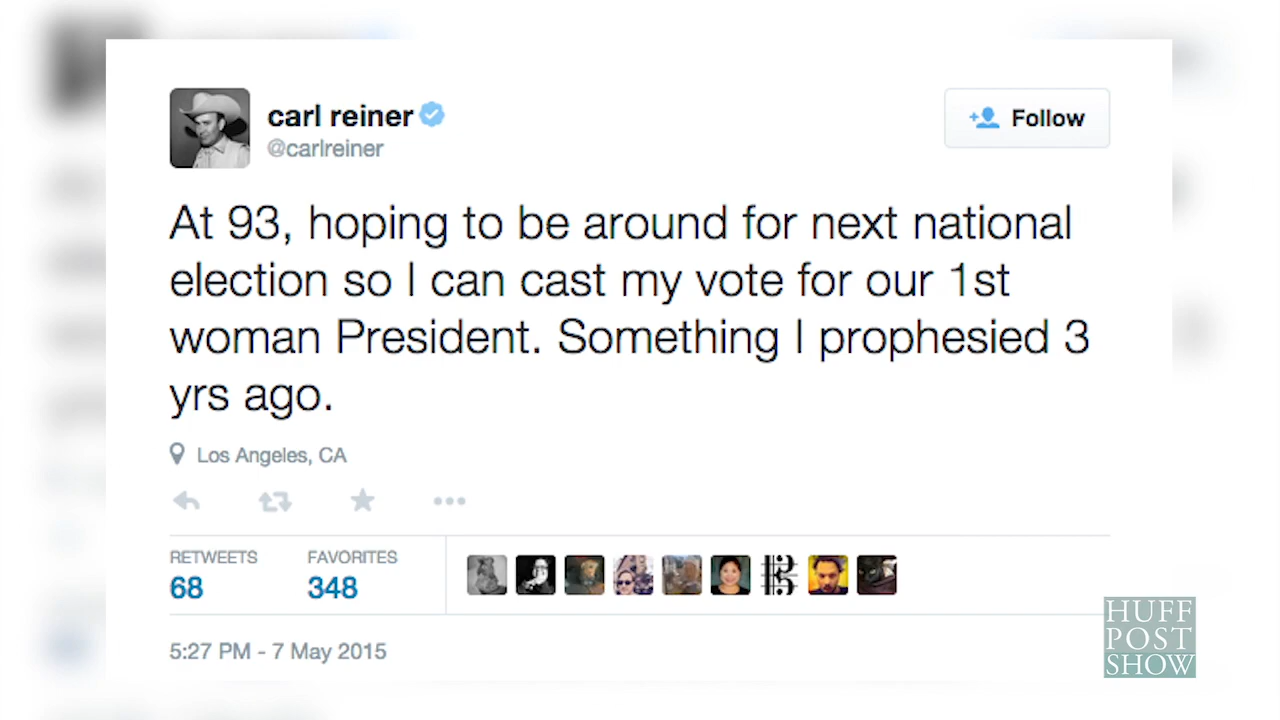 carl reiner
@carlreiner
Follow
At 93, hoping to be around for next national
election so I can cast my vote for our 1st
woman President. Something I prophesied 3
yrs ago.
Los Angeles, CA
RETWEETS
68
FAVORITES
348
5:27 PM - 7 May 2015
HUFF
POST
SHOW